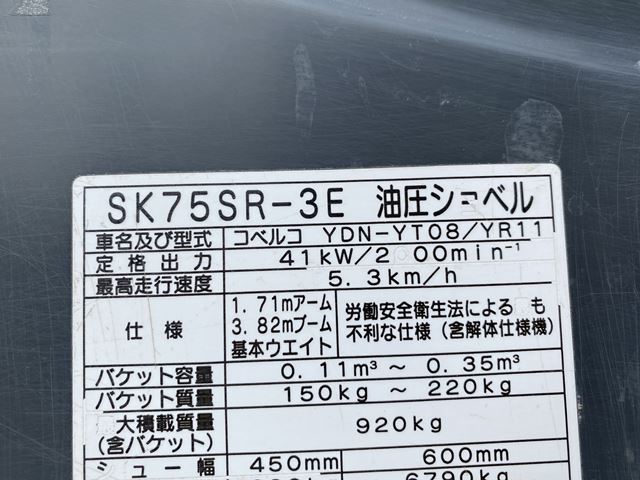 SK75SR-3E 油圧ショベル
車名及び型式 コベルコ YDN-YT08/YR11
定格出力 41kW/2 00min⁻¹
最高走行速度 5.3km/h
仕様
1.71mアーム
3.82mブーム
基本ウエイト
労働安全衛生法による も
不利な仕様(含解体仕様機)
バケット容量 0.11m³〜 0.35m³
バケット質量 150kg〜 220kg
大積載質量
(含バケット)
920kg
シュー幅 450mm 600mm
6790kg